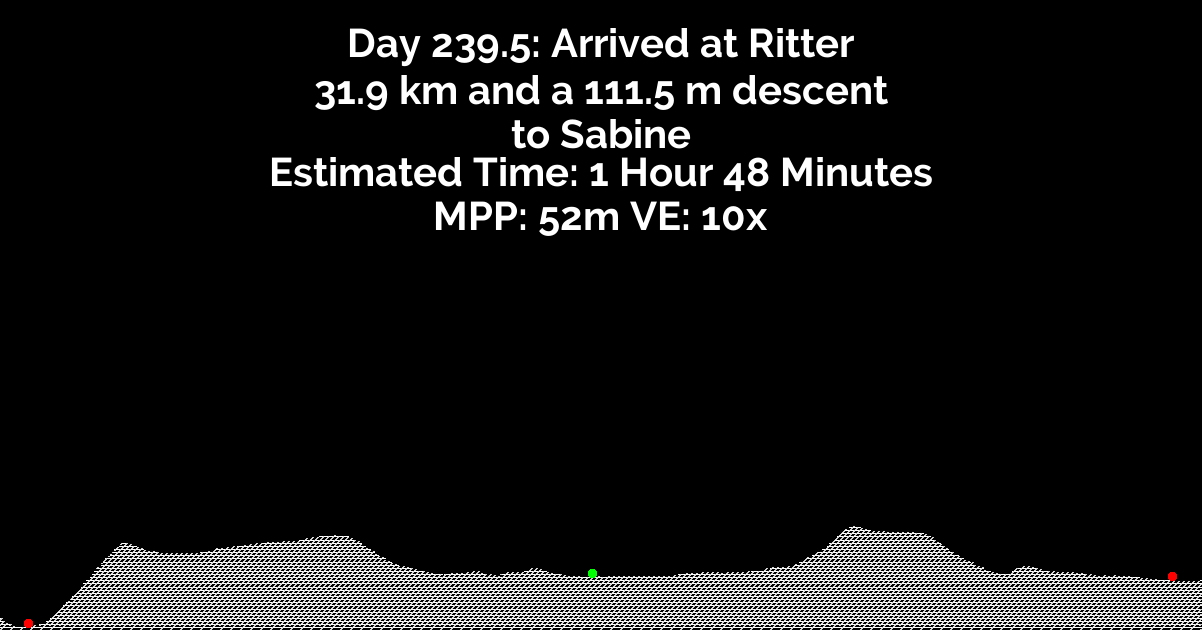 Day 239.5: Arrived at Ritter
31.9 km and a 111.5 m descent
to Sabine
Estimated Time: 1 Hour 48 Minutes
MPP: 52m VE: 10x